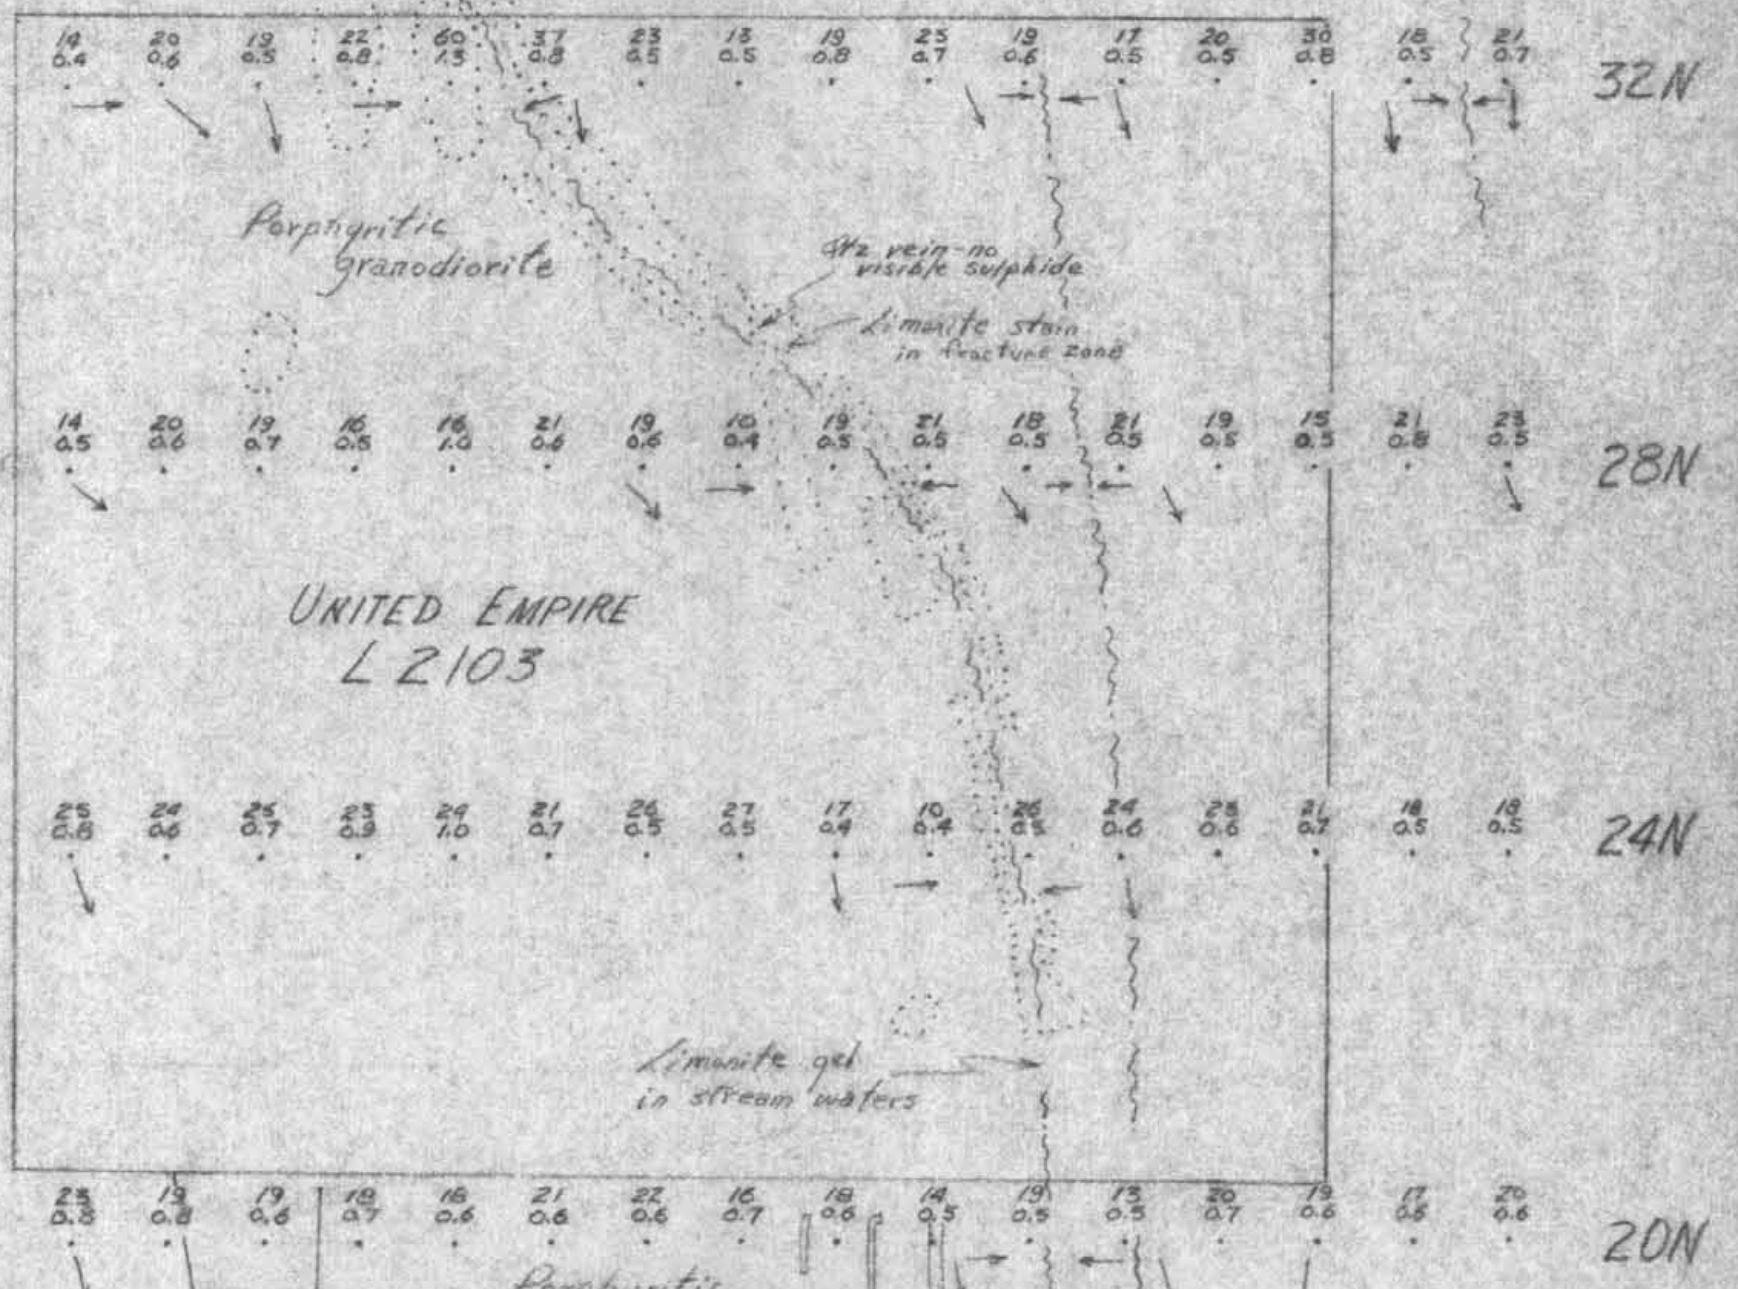 14 20 19 22 60 37 23 13 19 23 19 17 20 30 18 21
0.4 0.6 0.5 0.8 1.3 0.8 0.5 0.5 0.8 0.7 0.6 0.5 0.5 0.8 0.5 0.7
32N
Porphyritic
granodiorite
Qtz vein-no
visible sulphide
Limonite stain
in fracture zone
14 20 19 16 16 21 19 10 19 21 18 21 19 15 21 23
0.5 0.6 0.7 0.5 1.0 0.6 0.6 0.4 0.5 0.5 0.5 0.5 0.5 0.5 0.8 0.5
28N
UNITED EMPIRE
L 2103
24 21 26 27 17 10 26 24 21 18 18
0.8 0.6 0.7 0.9 1.0 0.7 0.5 0.5 0.4 0.4 0.5 0.6 0.6 0.7 0.5 0.5
24N
Limonite gel
in stream waters
23 19 19 18 18 21 22 16 18 14 19 13 20 19 17 20
0.8 0.8 0.6 0.7 0.6 0.6 0.6 0.7 0.6 0.5 0.5 0.5 0.7 0.6 0.6 0.6
20N
Porphyritic